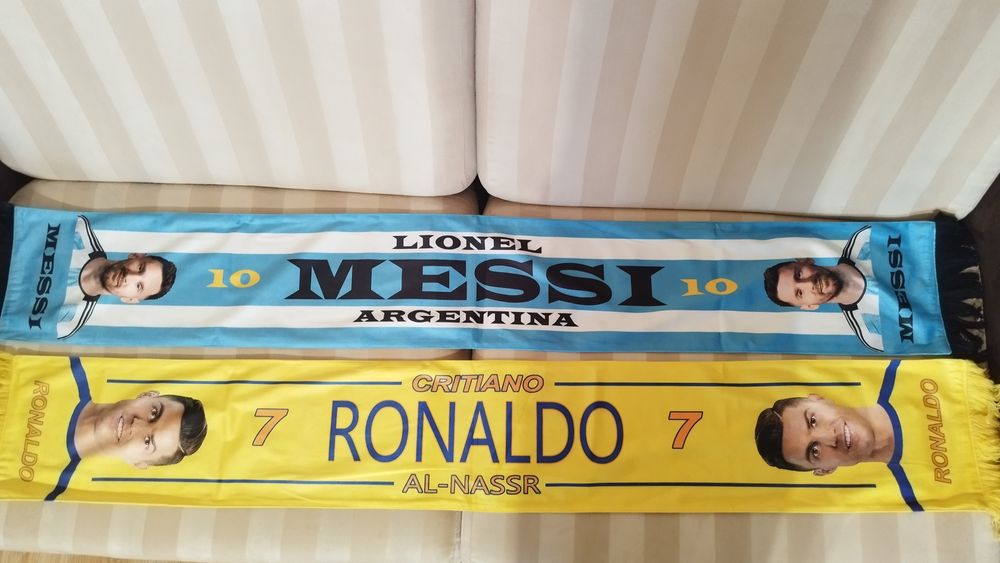 MESSI
10
LIONEL
MESSI
ARGENTINA
10
MESSI
RONALDO
7
CRITIANO
RONALDO
AL-NASSR
7
RONALDO